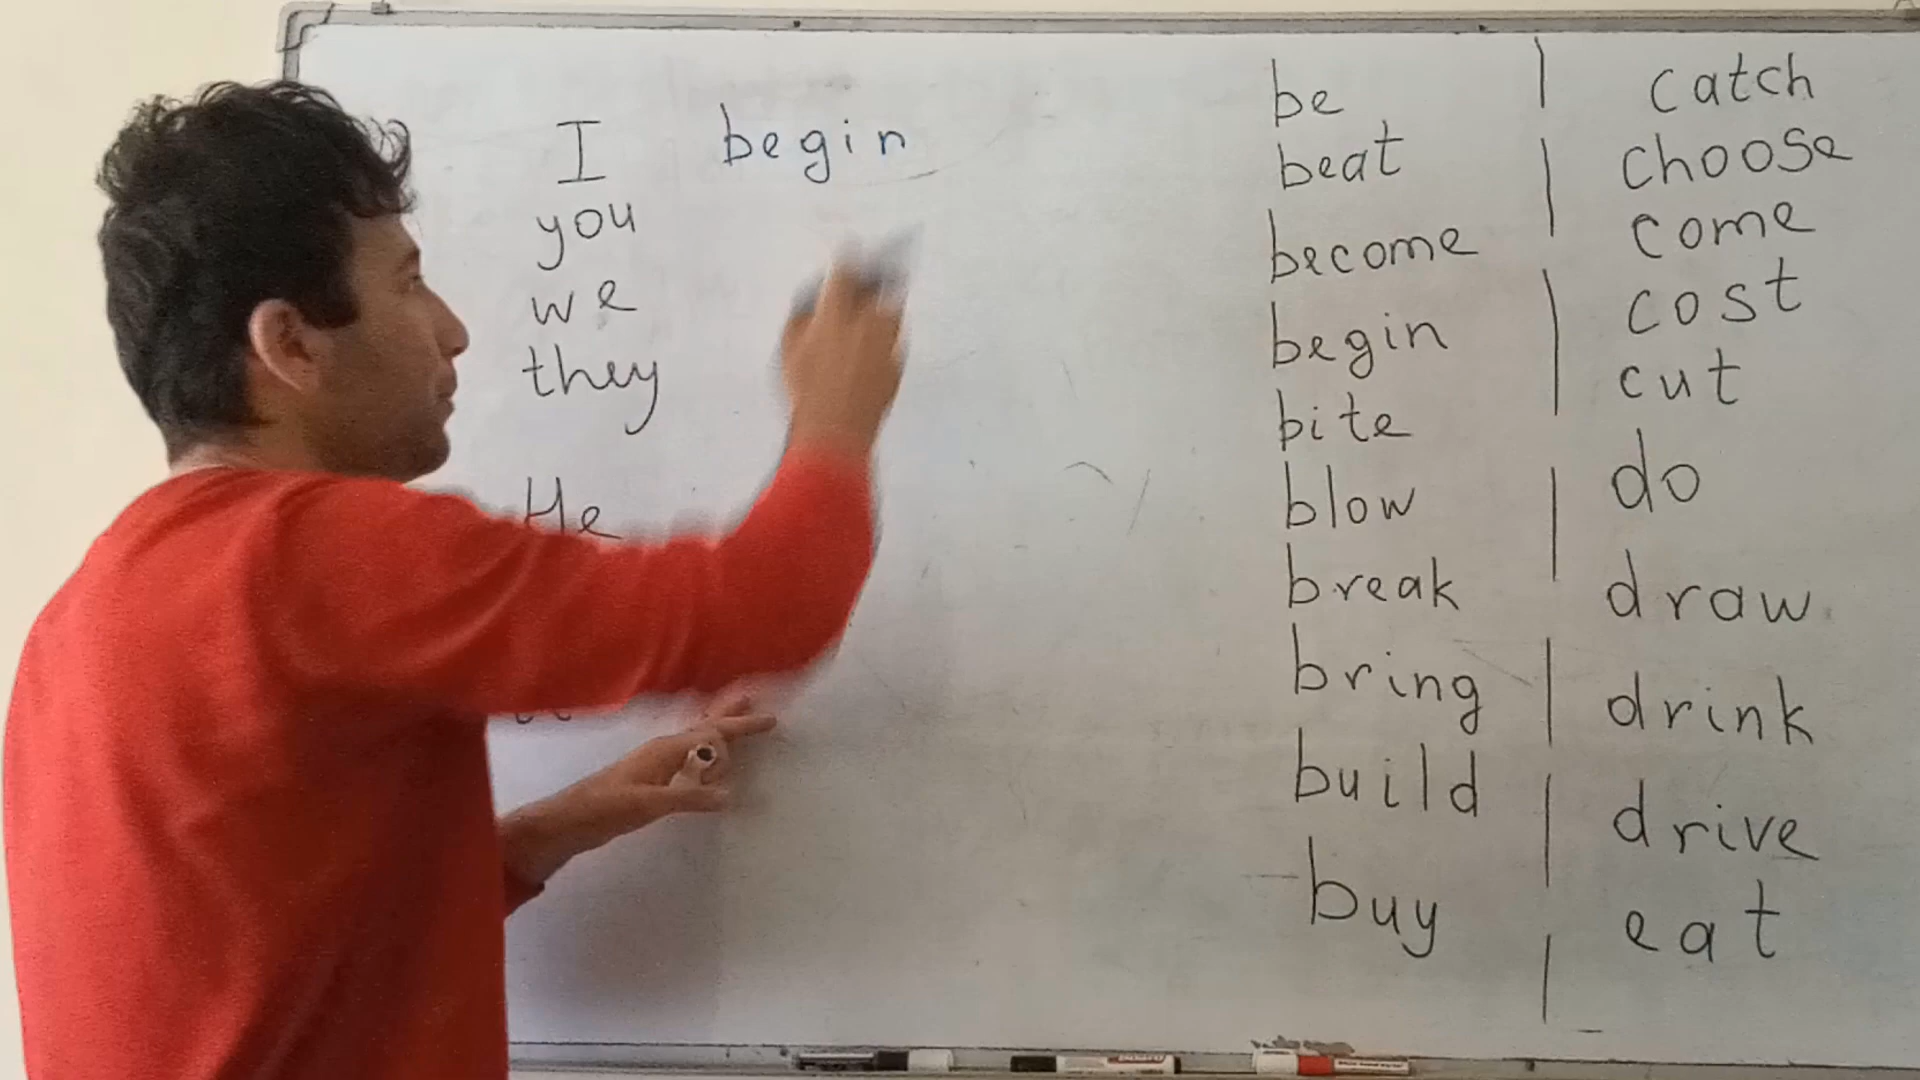 I begin
you
we
they
He
be
beat
become
begin
bite
blow
break
bring
build
buy
catch
choose
come
cost
cut
do
draw
drink
drive
eat